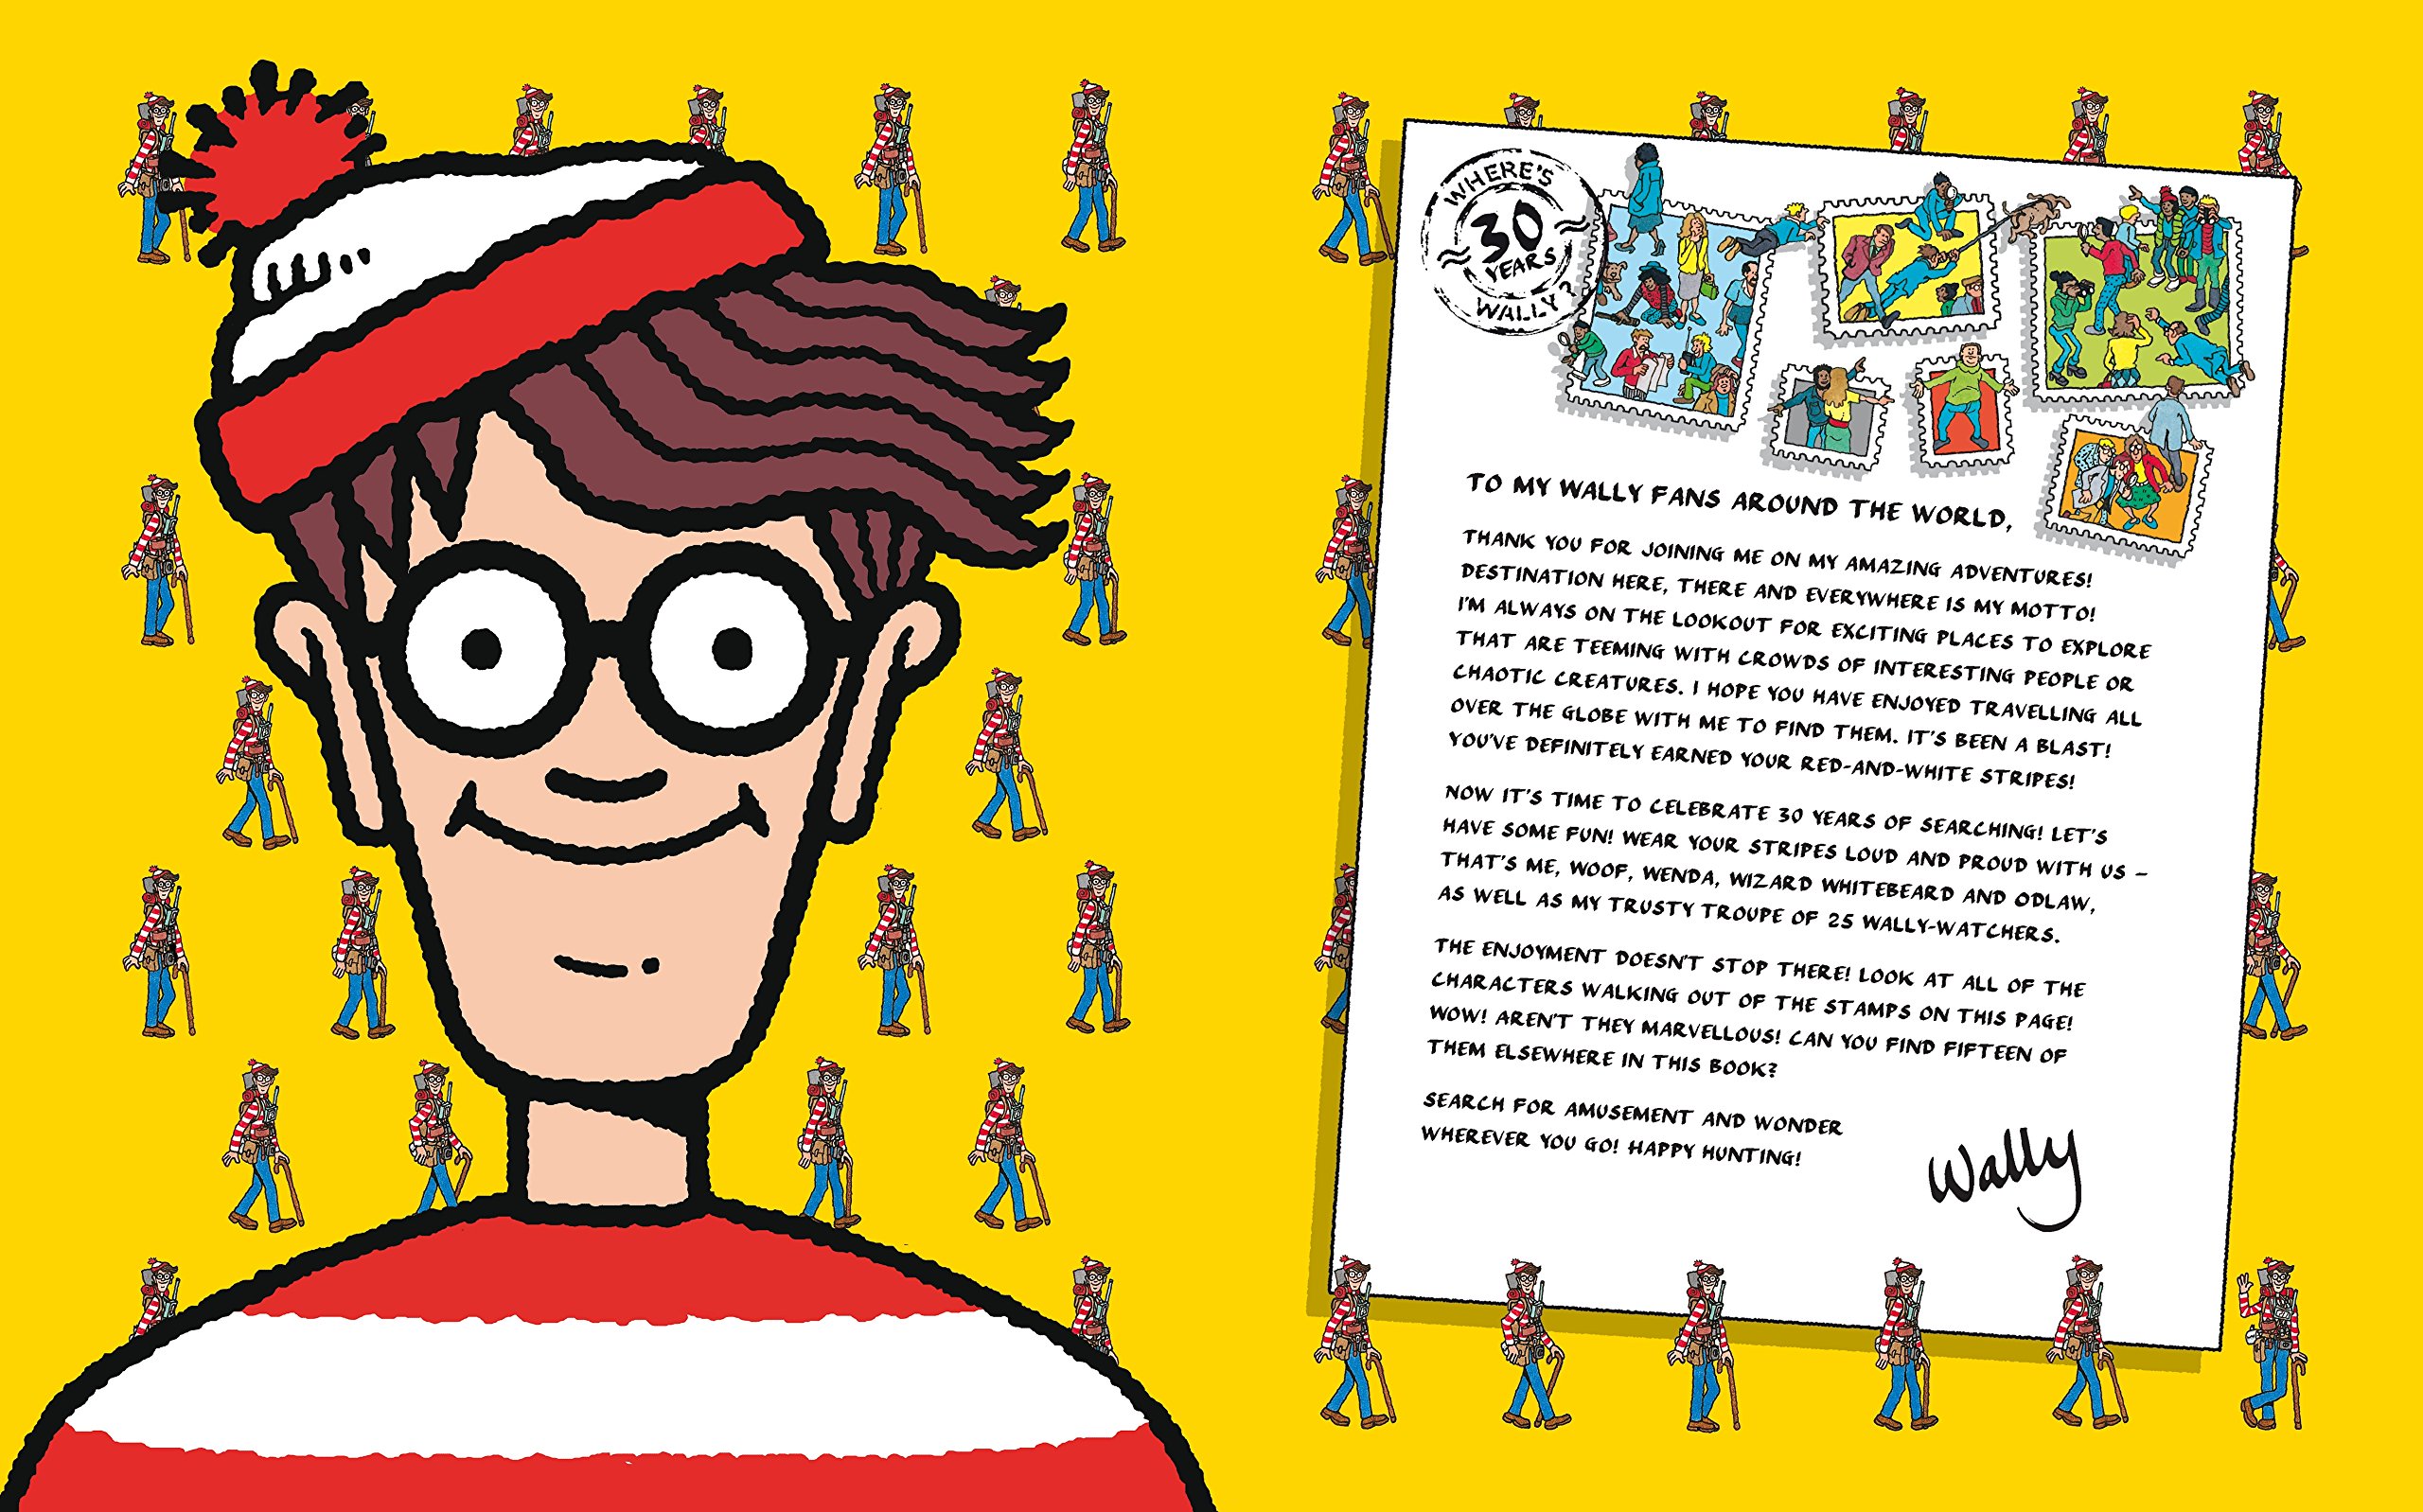 WHERE'S
30
YEARS
WALLY?
TO MY WALLY FANS AROUND THE WORLD,
THANK YOU FOR JOINING ME ON MY AMAZING ADVENTURES!
DESTINATION HERE, THERE AND EVERYWHERE IS MY MOTTO!
I'M ALWAYS ON THE LOOKOUT FOR EXCITING PLACES TO EXPLORE
THAT ARE TEEMING WITH CROWDS OF INTERESTING PEOPLE OR
CHAOTIC CREATURES. I HOPE YOU HAVE ENJOYED TRAVELLING ALL
OVER THE GLOBE WITH ME TO FIND THEM. IT'S BEEN A BLAST!
YOU'VE DEFINITELY EARNED YOUR RED-AND-WHITE STRIPES!
NOW IT'S TIME TO CELEBRATE 30 YEARS OF SEARCHING! LET'S
HAVE SOME FUN! WEAR YOUR STRIPES LOUD AND PROUD WITH US –
THAT'S ME, WOOF, WENDA, WIZARD WHITEBEARD AND ODLAW,
AS WELL AS MY TRUSTY TROUPE OF 25 WALLY-WATCHERS.
THE ENJOYMENT DOESN'T STOP THERE! LOOK AT ALL OF THE
CHARACTERS WALKING OUT OF THE STAMPS ON THIS PAGE!
WOW! AREN'T THEY MARVELLOUS! CAN YOU FIND FIFTEEN OF
THEM ELSEWHERE IN THIS BOOK?
SEARCH FOR AMUSEMENT AND WONDER
WHEREVER YOU GO! HAPPY HUNTING!
Wally